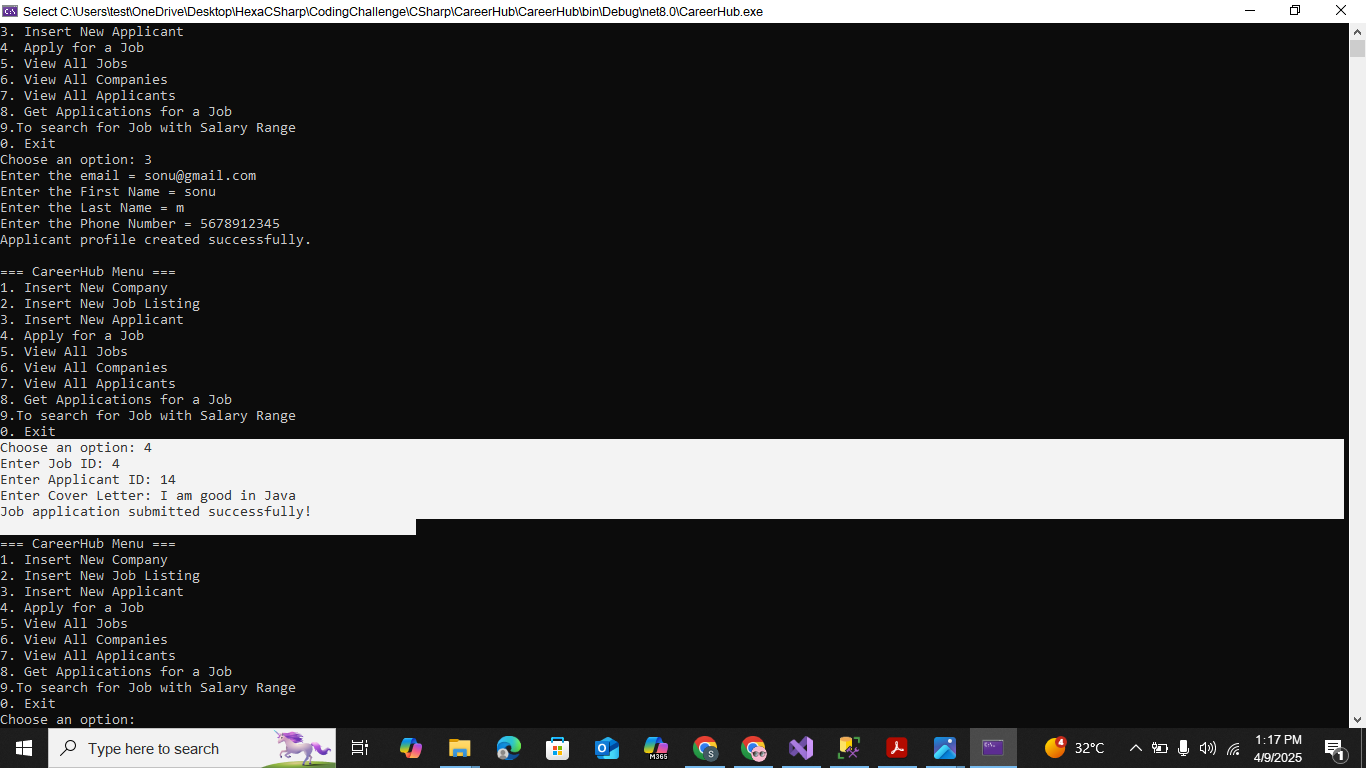 Select C:\Users\test\OneDrive\Desktop\HexaCSharp\CodingChallenge\CSharp\CareerHub\CareerHub\bin\Debug\net8.0\CareerHub.exe
3. Insert New Applicant
4. Apply for a Job
5. View All Jobs
6. View All Companies
7. View All Applicants
8. Get Applications for a Job
9.To search for Job with Salary Range
0. Exit
Choose an option: 3
Enter the email = sonu@gmail.com
Enter the First Name = sonu
Enter the Last Name = m
Enter the Phone Number = 5678912345
Applicant profile created successfully.
=== CareerHub Menu ===
1. Insert New Company
2. Insert New Job Listing
3. Insert New Applicant
4. Apply for a Job
5. View All Jobs
6. View All Companies
7. View All Applicants
8. Get Applications for a Job
9.To search for Job with Salary Range
0. Exit
Choose an option: 4
Enter Job ID: 4
Enter Applicant ID: 14
Enter Cover Letter: I am good in Java
Job application submitted successfully!
=== CareerHub Menu ===
1. Insert New Company
2. Insert New Job Listing
3. Insert New Applicant
4. Apply for a Job
5. View All Jobs
6. View All Companies
7. View All Applicants
8. Get Applications for a Job
9.To search for Job with Salary Range
0. Exit
Choose an option:
Type here to search
M365
S
4
32°C
1:17 PM
4/9/2025
1